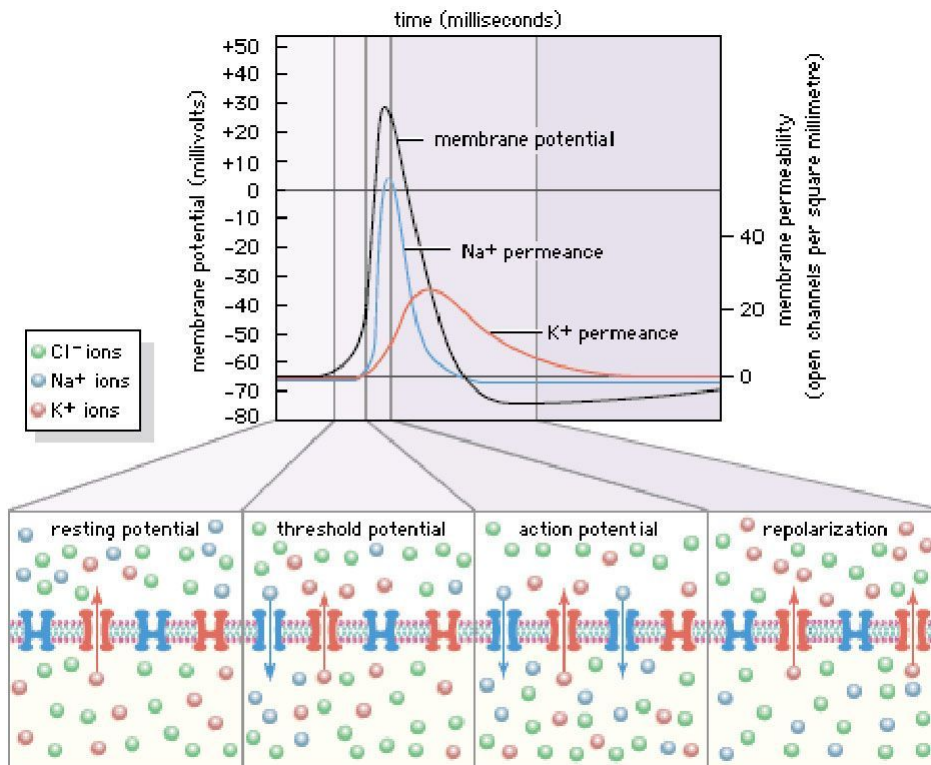 time (milliseconds)
membrane potential (millivolts)
+50
+40
+30
+20
+10
0
-10
-20
-30
-40
-50
-60
-70
-80
membrane potential
Na+ permeance
K+ permeance
40
20
0
membrane permeability
(open channels per square millimetre)
Cl⁻ ions
Na+ ions
K+ ions
resting potential
threshold potential
action potential
repolarization